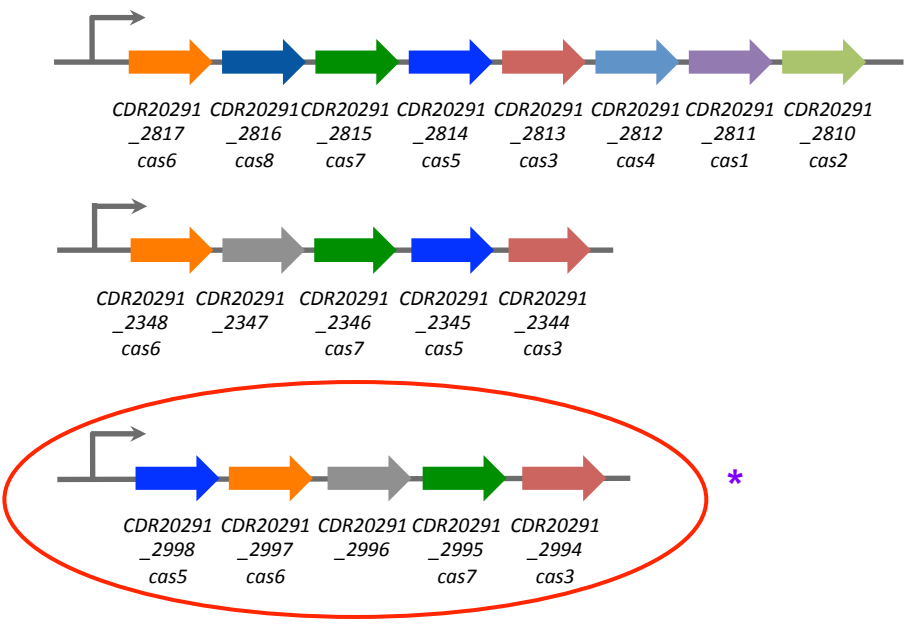 CDR20291 CDR20291 CDR20291 CDR20291 CDR20291 CDR20291 CDR20291 CDR20291
_2817 _2816 _2815 _2814 _2813 _2812 _2811 _2810
cas6 cas8 cas7 cas5 cas3 cas4 cas1 cas2
CDR20291 CDR20291 CDR20291 CDR20291 CDR20291
_2348 _2347 _2346 _2345 _2344
cas6 cas7 cas5 cas3
*
CDR20291 CDR20291 CDR20291 CDR20291 CDR20291
_2998 _2997 _2996 _2995 _2994
cas5 cas6 cas7 cas3